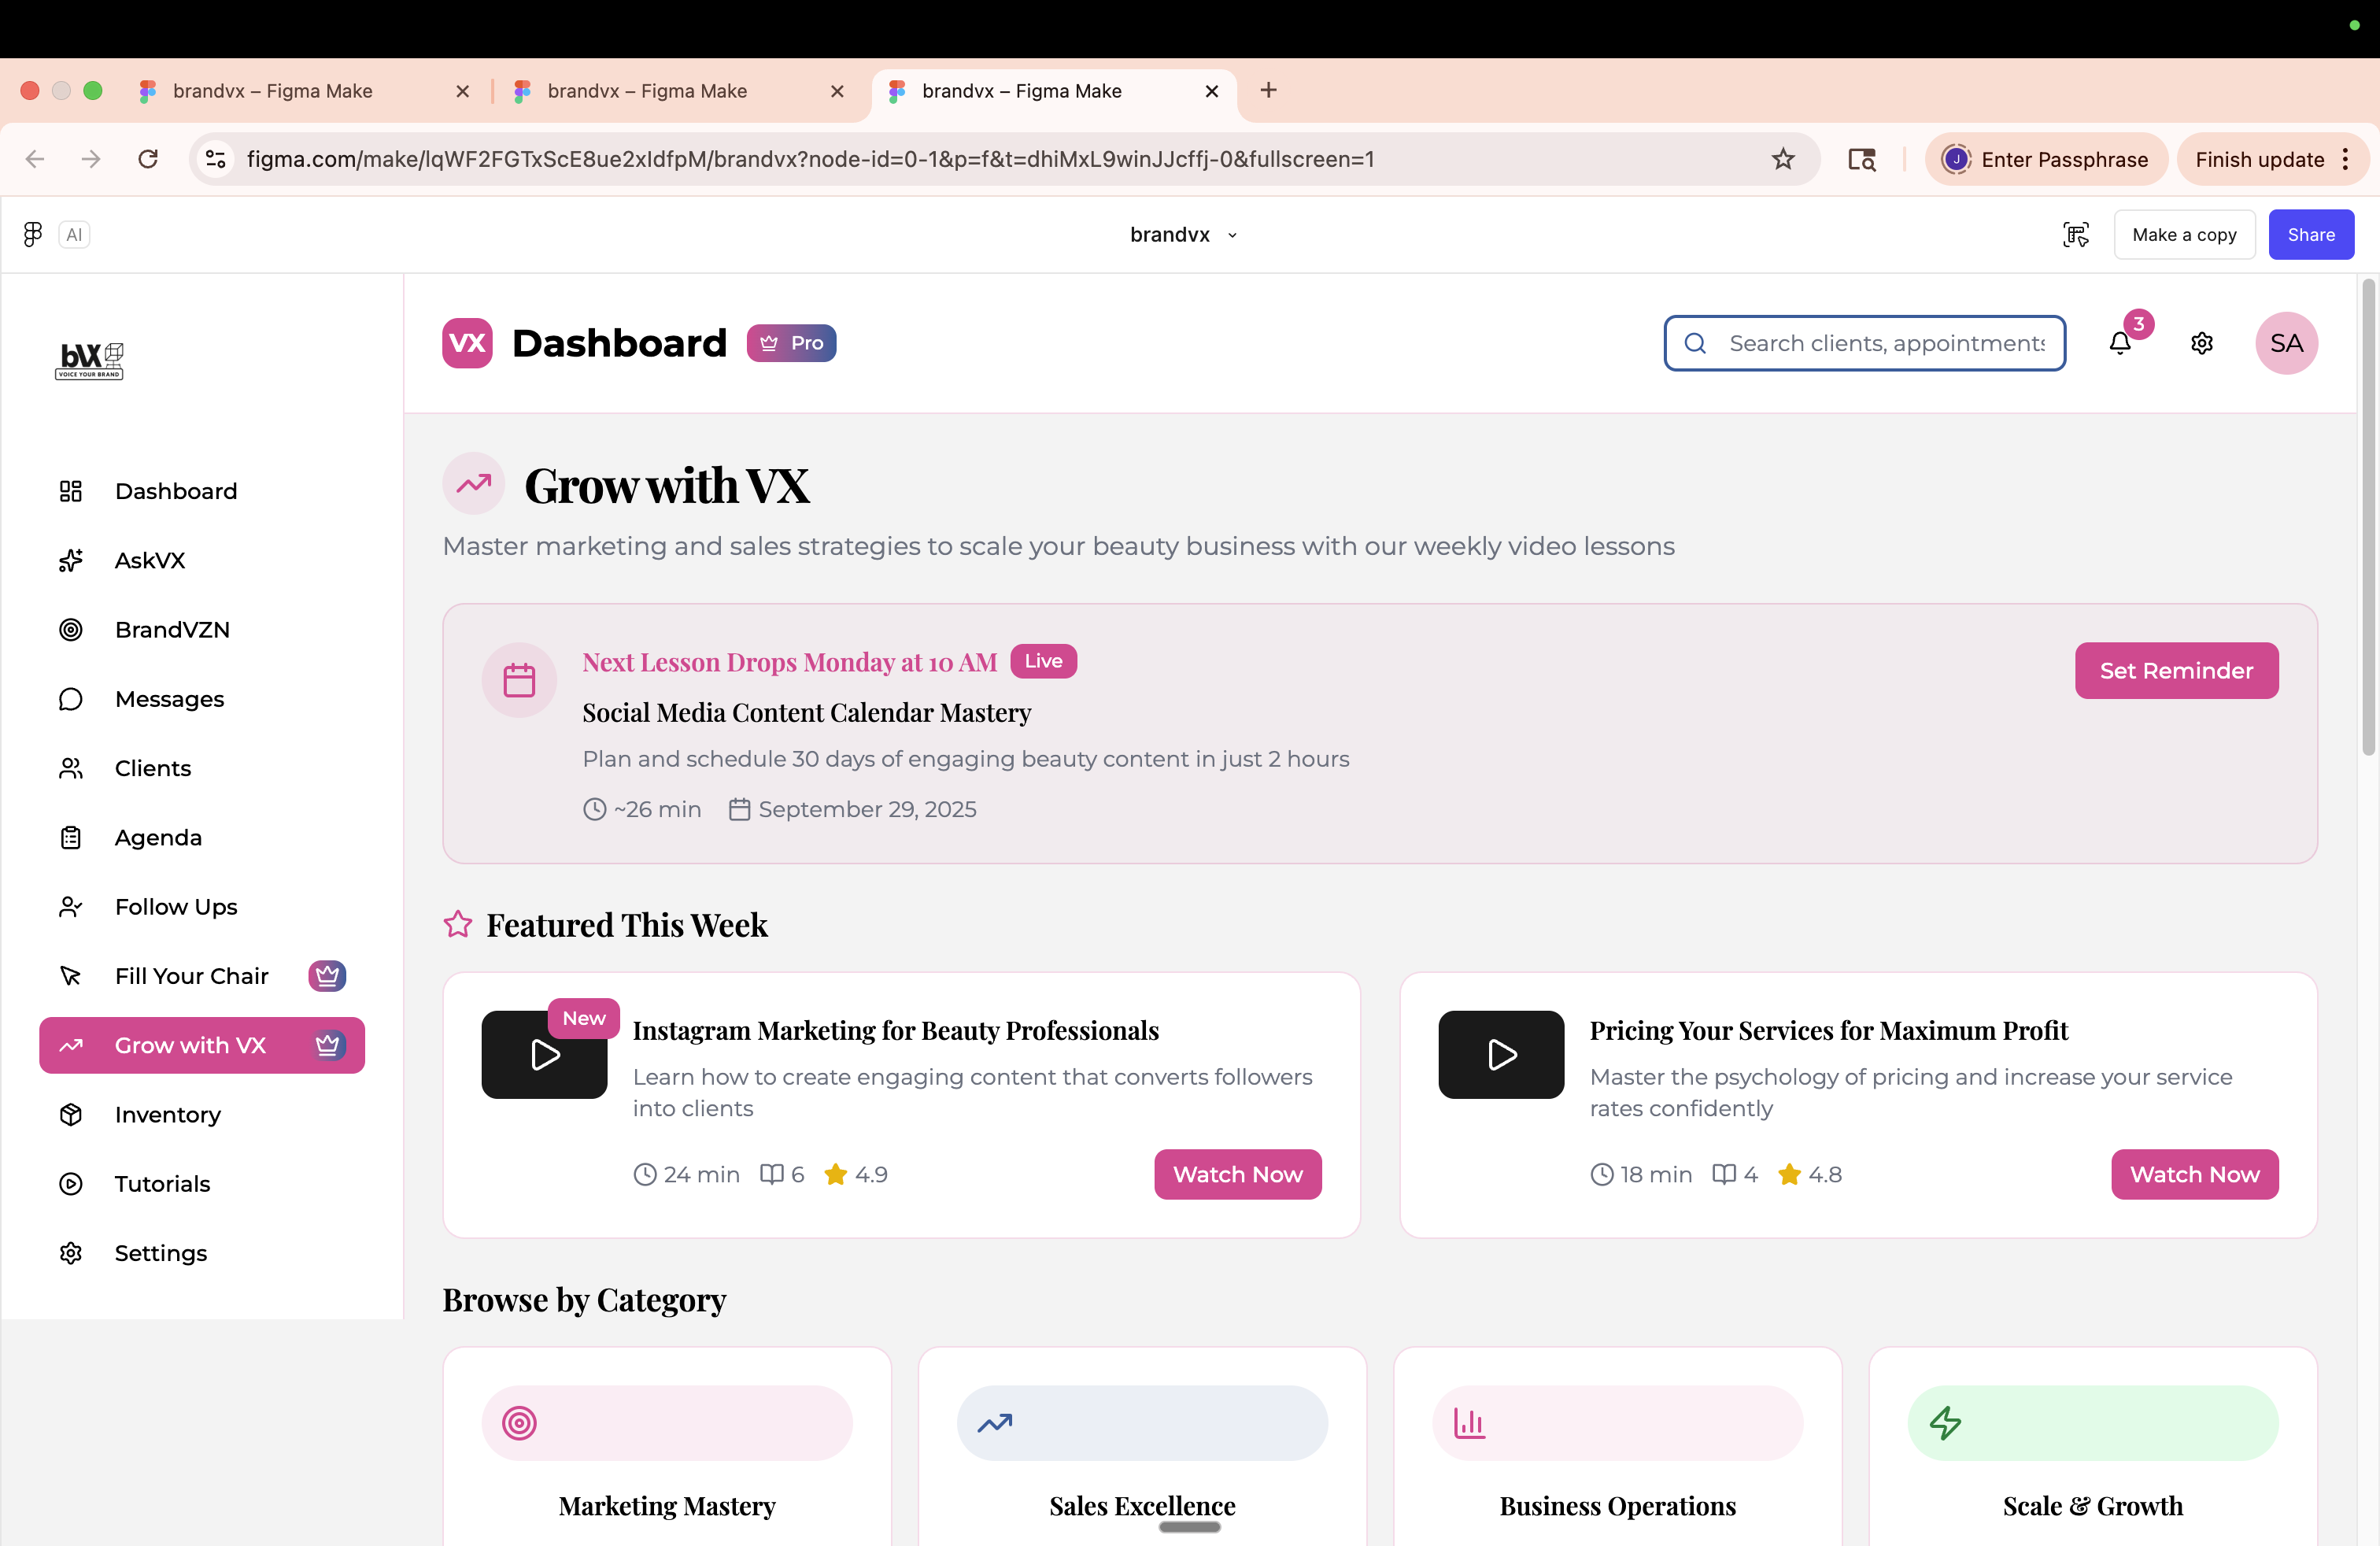 brandvx – Figma Make
brandvx – Figma Make
brandvx – Figma Make
figma.com/make/lqWF2FGTxScE8ue2xIdfpM/brandvx?node-id=0-1&p=f&t=dhiMxL9winJJcffj-0&fullscreen=1
J
Enter Passphrase
Finish update
AI
brandvx
Make a copy
Share
bVX
VOICE YOUR BRAND
Dashboard
AskVX
BrandVZN
Messages
Clients
Agenda
Follow Ups
Fill Your Chair
Grow with VX
Inventory
Tutorials
Settings
VX
Dashboard
Pro
Search clients, appointments
3
SA
Grow with VX
Master marketing and sales strategies to scale your beauty business with our weekly video lessons
Next Lesson Drops Monday at 10 AM
Live
Set Reminder
Social Media Content Calendar Mastery
Plan and schedule 30 days of engaging beauty content in just 2 hours
~26 min
September 29, 2025
Featured This Week
New
Instagram Marketing for Beauty Professionals
Learn how to create engaging content that converts followers
into clients
24 min
6
4.9
Watch Now
Pricing Your Services for Maximum Profit
Master the psychology of pricing and increase your service
rates confidently
18 min
4
4.8
Watch Now
Browse by Category
Marketing Mastery
Sales Excellence
Business Operations
Scale & Growth